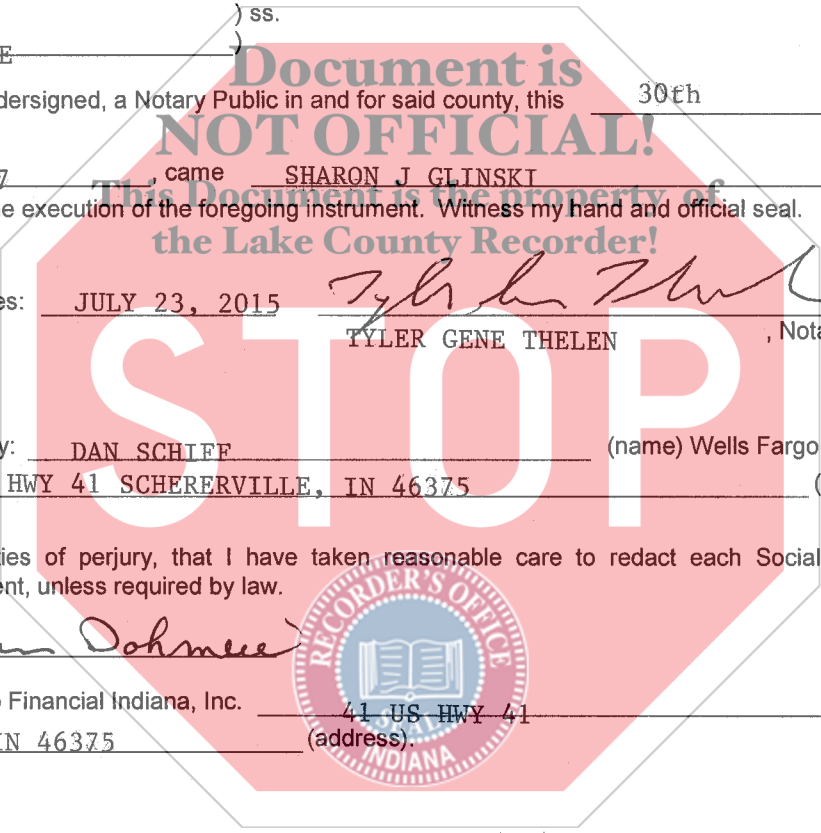 ) ss.
E )
Document is
dersigned, a Notary Public in and for said county, this 30th
NOT OFFICIAL!
7 , came SHARON J GLINSKI
This Document is the property of
e execution of the foregoing instrument. Witness my hand and official seal.
the Lake County Recorder!
es: JULY 23, 2015
TYLER GENE THELEN , Nota
STOP
y: DAN SCHIFF (name) Wells Fargo
HWY 41 SCHERERVILLE, IN 46375 (
ties of perjury, that I have taken reasonable care to redact each Social
ent, unless required by law.
RECORDER'S OFFICE
Dohmeee
o Financial Indiana, Inc. 41 US HWY 41
SEAL
IN 46375 (address).
INDIANA